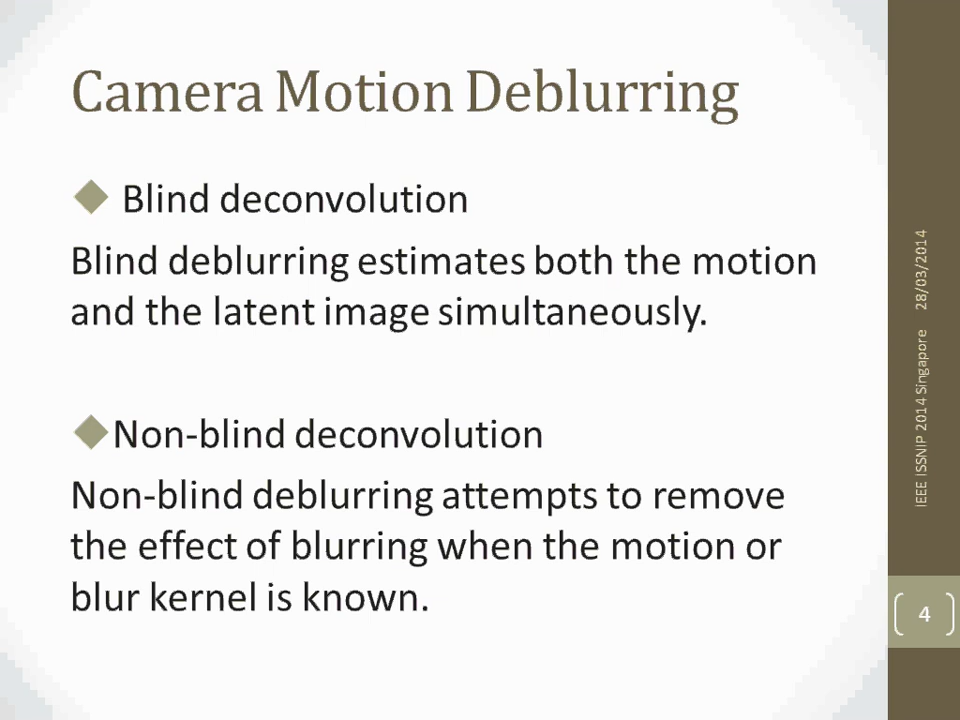 Camera Motion Deblurring
Blind deconvolution
Blind deblurring estimates both the motion
and the latent image simultaneously.
Non-blind deconvolution
Non-blind deblurring attempts to remove
the effect of blurring when the motion or
blur kernel is known.
IEEE ISSNIP 2014 Singapore 28/03/2014
4